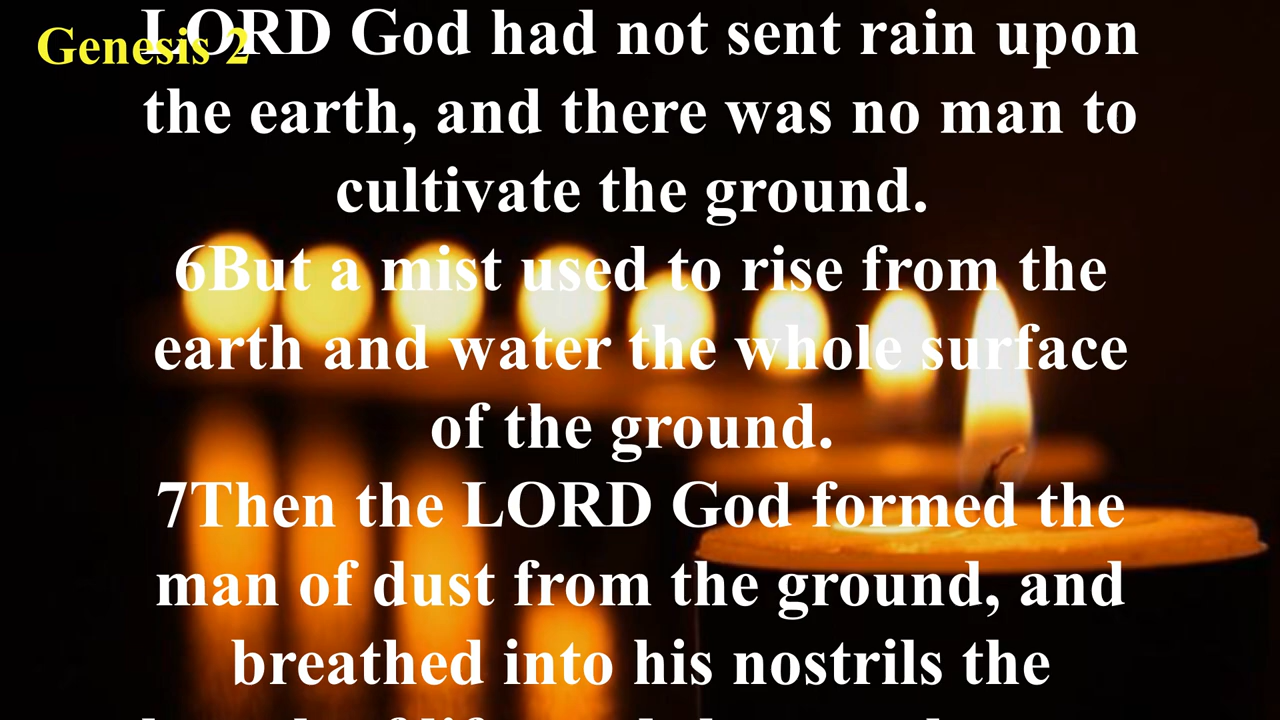 Genesis 2
LORD God had not sent rain upon
the earth, and there was no man to
cultivate the ground.
6But a mist used to rise from the
earth and water the whole surface
of the ground.
7Then the LORD God formed the
man of dust from the ground, and
breathed into his nostrils the